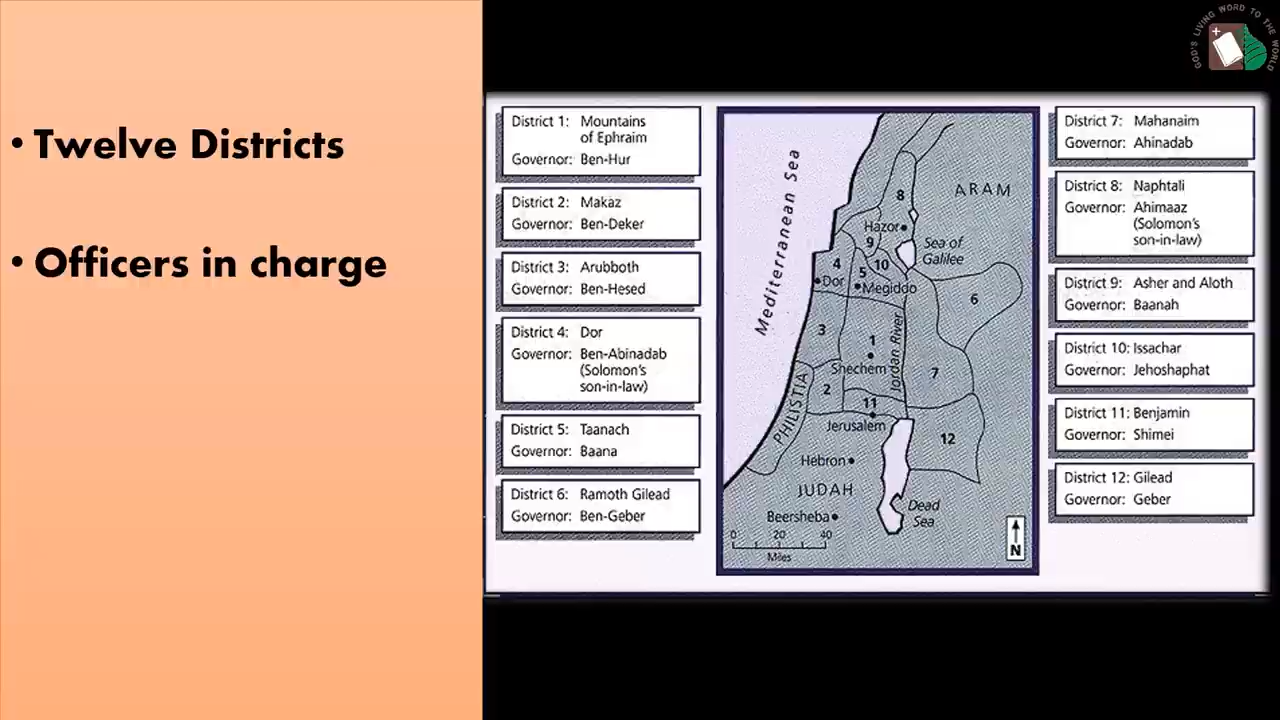 • Twelve Districts
• Officers in charge
GOD'S LIVING WORD TO THE WORLD
District 1: Mountains
of Ephraim
Governor: Ben-Hur
District 2: Makaz
Governor: Ben-Deker
District 3: Arubboth
Governor: Ben-Hesed
District 4: Dor
Governor: Ben-Abinadab
(Solomon's
son-in-law)
District 5: Taanach
Governor: Baana
District 6: Ramoth Gilead
Governor: Ben-Geber
Mediterranean Sea
ARAM
8
Hazor
9
Sea of
Galilee
4
5
10
Dor
Megiddo
6
3
1
Jordan River
Shechem
7
PHILISTIA
2
11
Jerusalem
12
Hebron
JUDAH
Dead
Sea
Beersheba
0 20 40
Miles
N
District 7: Mahanaim
Governor: Ahinadab
District 8: Naphtali
Governor: Ahimaaz
(Solomon's
son-in-law)
District 9: Asher and Aloth
Governor: Baanah
District 10: Issachar
Governor: Jehoshaphat
District 11: Benjamin
Governor: Shimei
District 12: Gilead
Governor: Geber